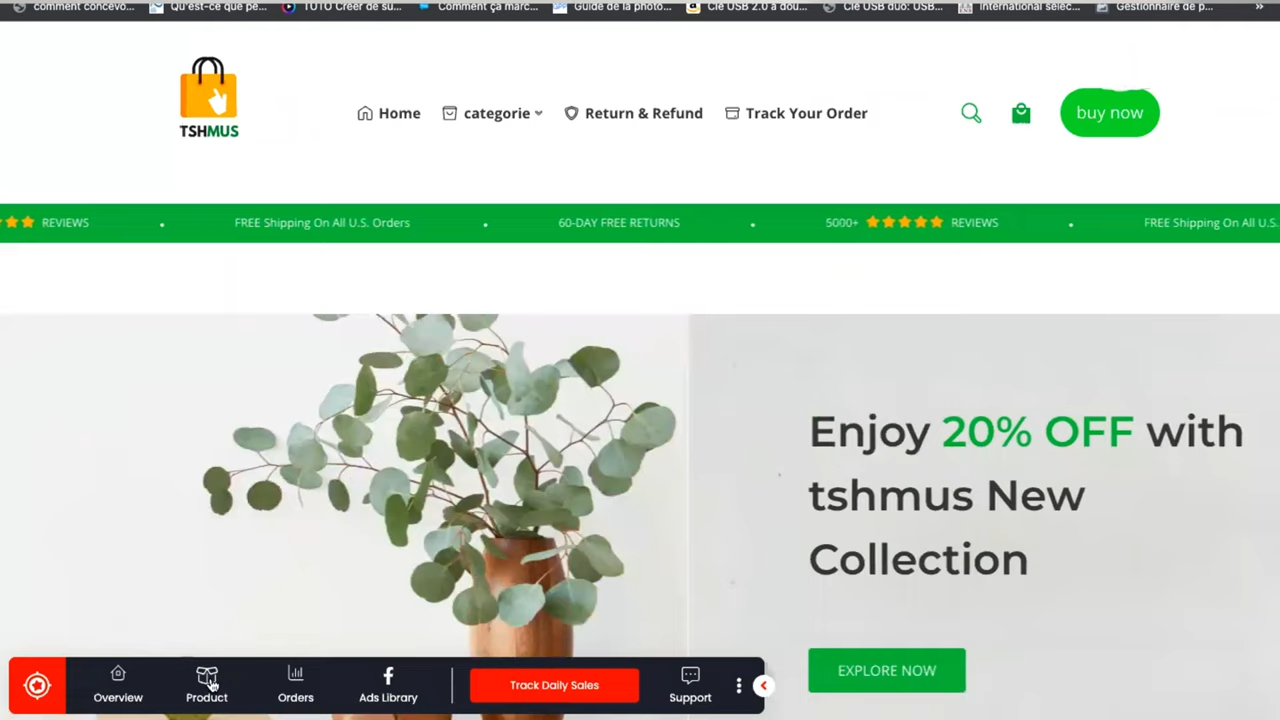 comment concevo...
Qu'est-ce que pe...
TUTO Créer de su...
Comment ça marc...
Guide de la photo...
Clé USB 2.0 à dou...
Clé USB duo: USB...
International selec...
Gestionnaire de p...
»
TSHMUS
Home
categorie
Return & Refund
Track Your Order
buy now
REVIEWS • FREE Shipping On All U.S. Orders • 60-DAY FREE RETURNS • 5000+ REVIEWS • FREE Shipping On All U.S.
Enjoy 20% OFF with
tshmus New
Collection
EXPLORE NOW
Overview
Product
Orders
Ads Library
Track Daily Sales
Support